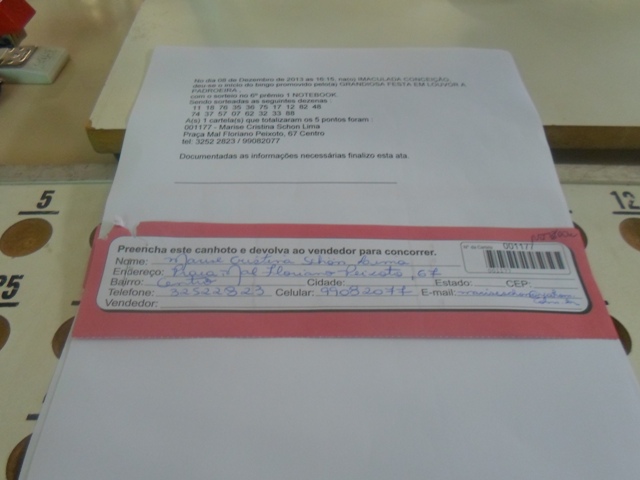 No dia 08 de Dezembro de 2013 as 16:15, na(o) IMACULADA CONCEIÇÃO,
deu-se o inicio do bingo promovido pelo(a) GRANDIOSA FESTA EM LOUVOR A
PADROEIRA ,
com o sorteio no 6º prêmio 1 NOTEBOOK.
Sendo sorteadas as seguintes dezenas :
11 18 76 35 36 75 17 12 82 48
74 37 57 07 62 32 33 88
A(s) 1 cartela(s) que totalizaram os 5 pontos foram :
001177 - Marise Cristina Schon Lima
Praça Mal Floriano Peixoto, 67 Centro
tel: 3252 2823 / 99082077
Documentadas as informações necessárias finalizo esta ata.
5
12
25
Preencha este canhoto e devolva ao vendedor para concorrer.
001177
Nome: Marise Cristina Schon Lima
Endereço: Praça Mal Floriano Peixoto, 67
Bairro: Centro Cidade: Estado: CEP:
Telefone: 32522823 Celular: 99082077 E-mail:
Vendedor: